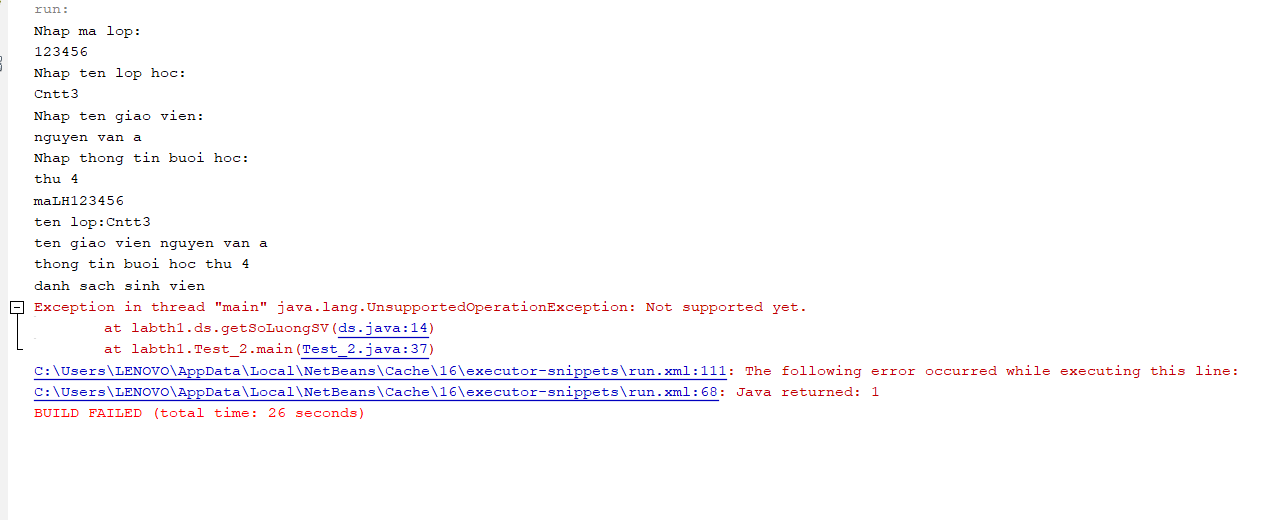 run:
Nhap ma lop:
123456
Nhap ten lop hoc:
Cntt3
Nhap ten giao vien:
nguyen van a
Nhap thong tin buoi hoc:
thu 4
maLH123456
ten lop:Cntt3
ten giao vien nguyen van a
thong tin buoi hoc thu 4
danh sach sinh vien
Exception in thread "main" java.lang.UnsupportedOperationException: Not supported yet.
at labth1.ds.getSoLuongSV(ds.java:14)
at labth1.Test_2.main(Test_2.java:37)
C:\Users\LENOVO\AppData\Local\NetBeans\Cache\16\executor-snippets\run.xml:111: The following error occurred while executing this line:
C:\Users\LENOVO\AppData\Local\NetBeans\Cache\16\executor-snippets\run.xml:68: Java returned: 1
BUILD FAILED (total time: 26 seconds)